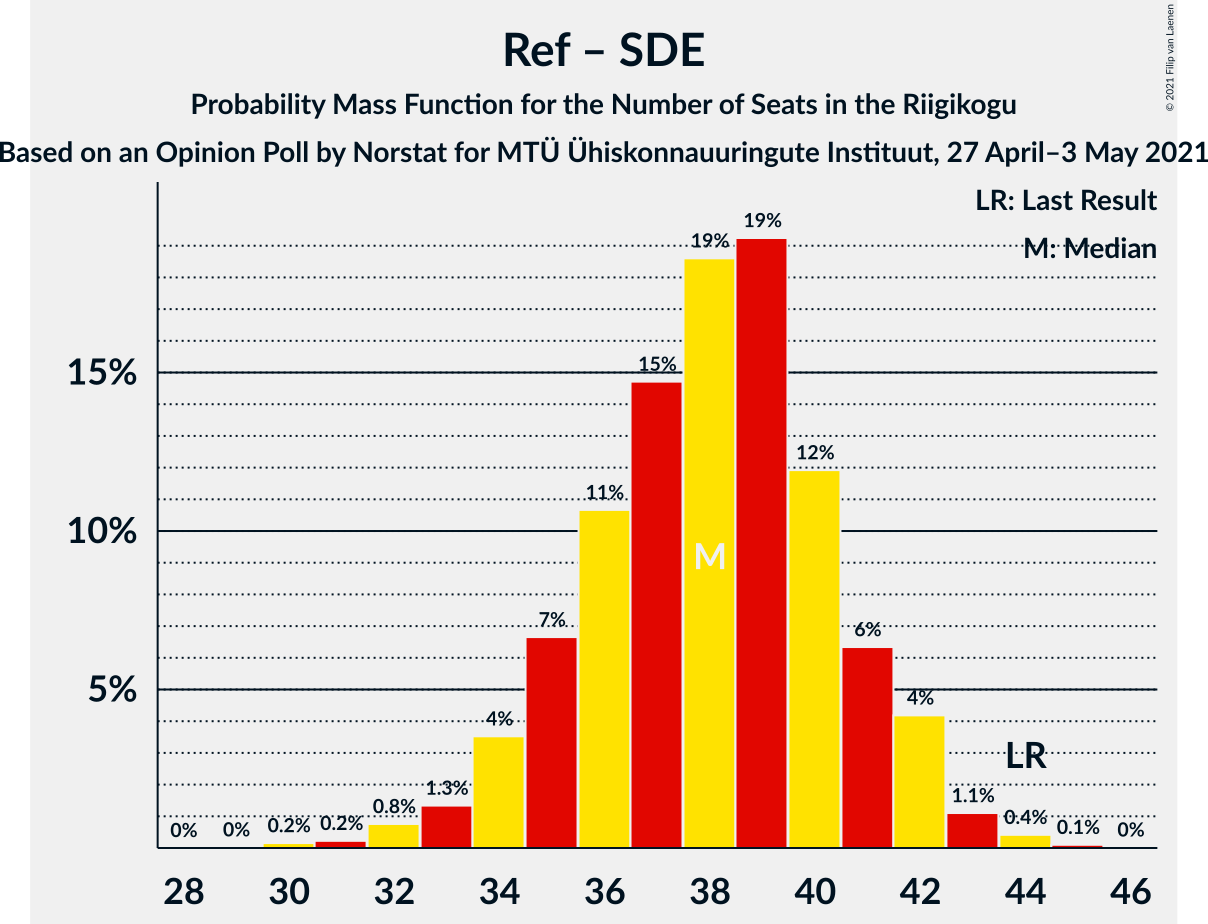 Ref – SDE
Probability Mass Function for the Number of Seats in the Riigikogu
Based on an Opinion Poll by Norstat for MTÜ Ühiskonnauuringute Instituut, 27 April–3 May 2021
© 2021 Filip van Laenen
LR: Last Result
M: Median
15%
10%
5%
0% 0% 0.2% 0.2% 0.8% 1.3% 4% 7% 11% 15% 19% 19% 12% 6% 4% 1.1% 0.4% 0.1% 0%
M
LR
28 30 32 34 36 38 40 42 44 46